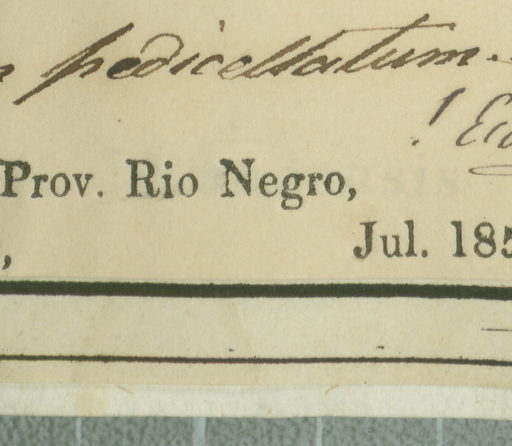 pedicellatum
!
Prov. Rio Negro,
, Jul. 185